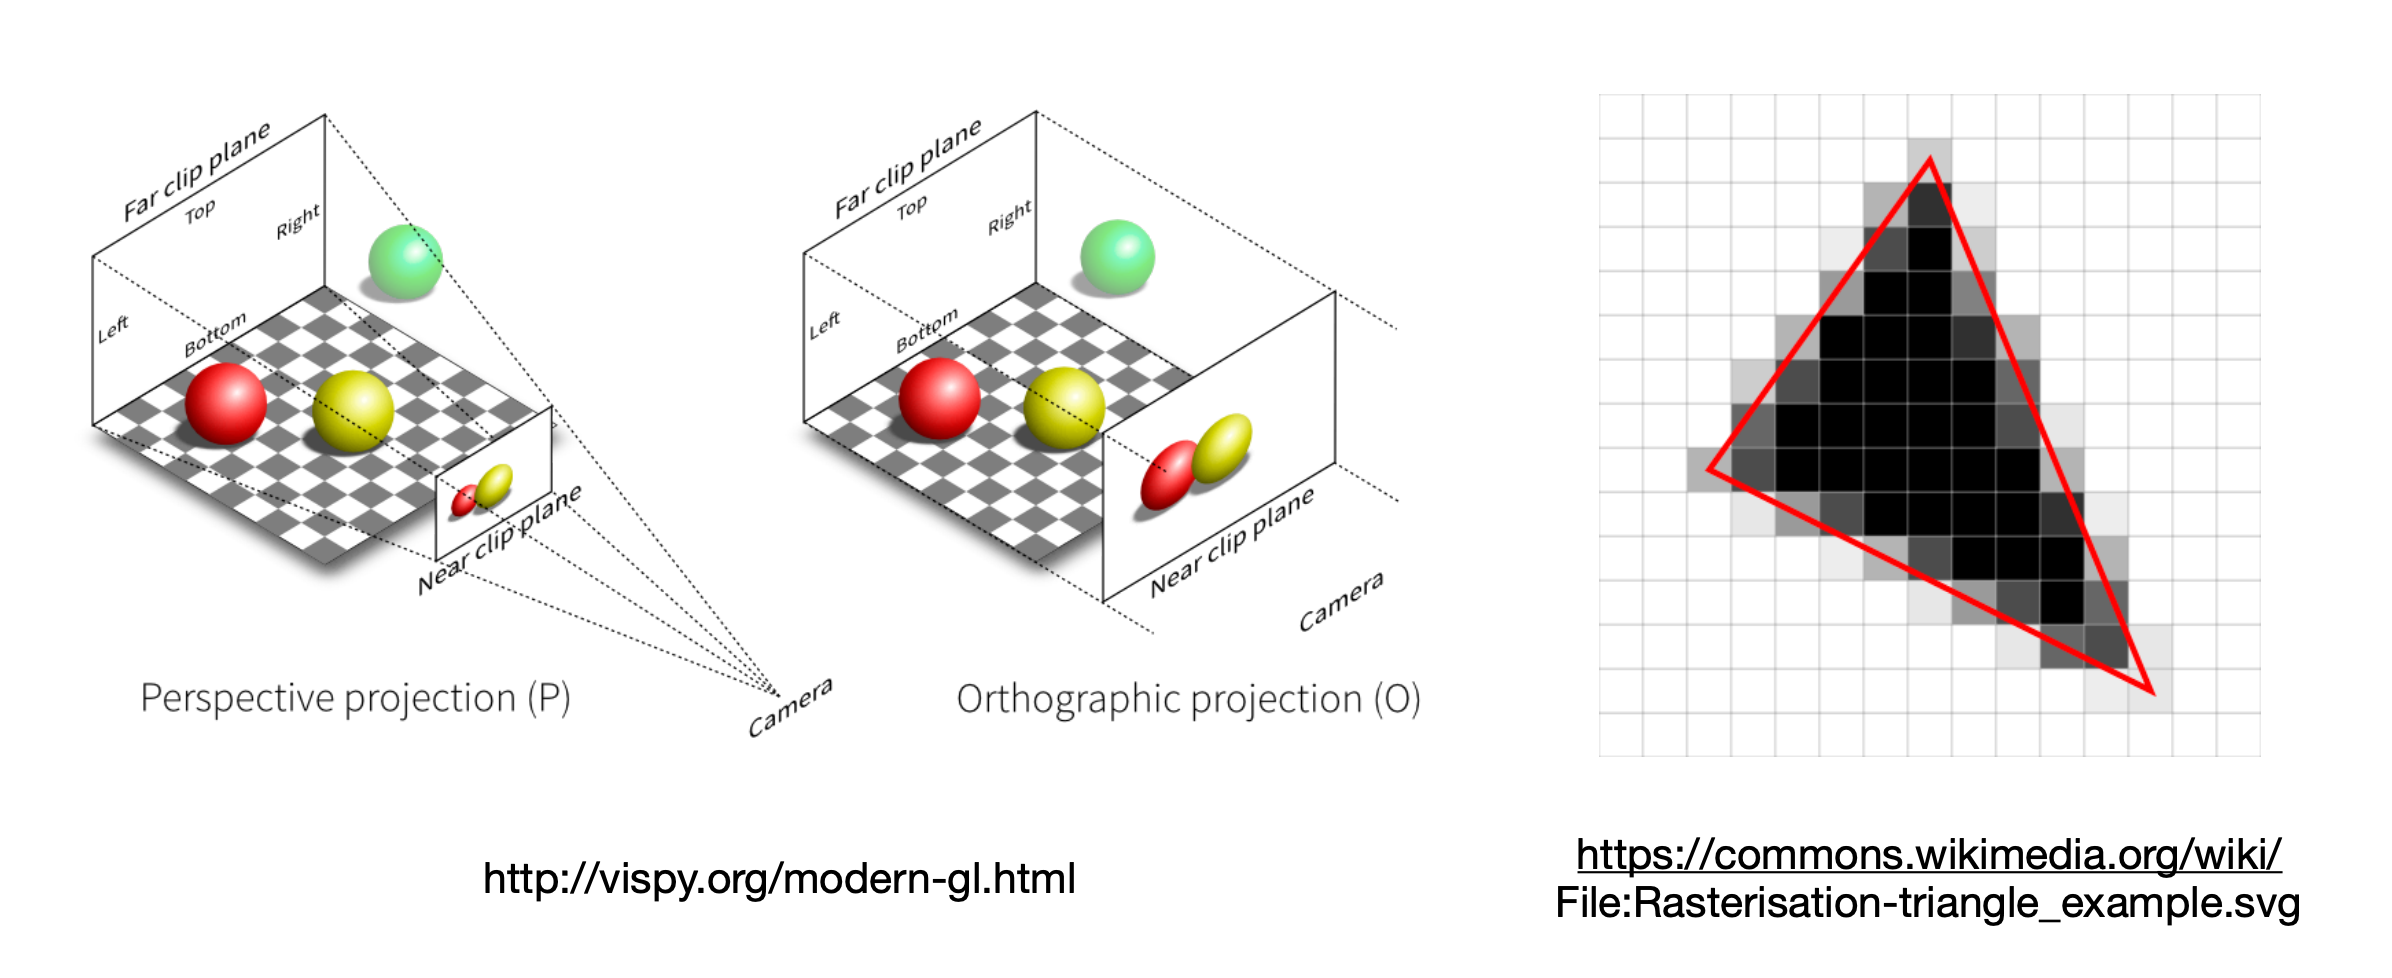 Far clip plane
Top
Right
Left
Bottom
Near clip plane
Camera
Perspective projection (P)
Far clip plane
Top
Right
Left
Bottom
Near clip plane
Camera
Orthographic projection (O)
http://vispy.org/modern-gl.html
https://commons.wikimedia.org/wiki/
File:Rasterisation-triangle_example.svg